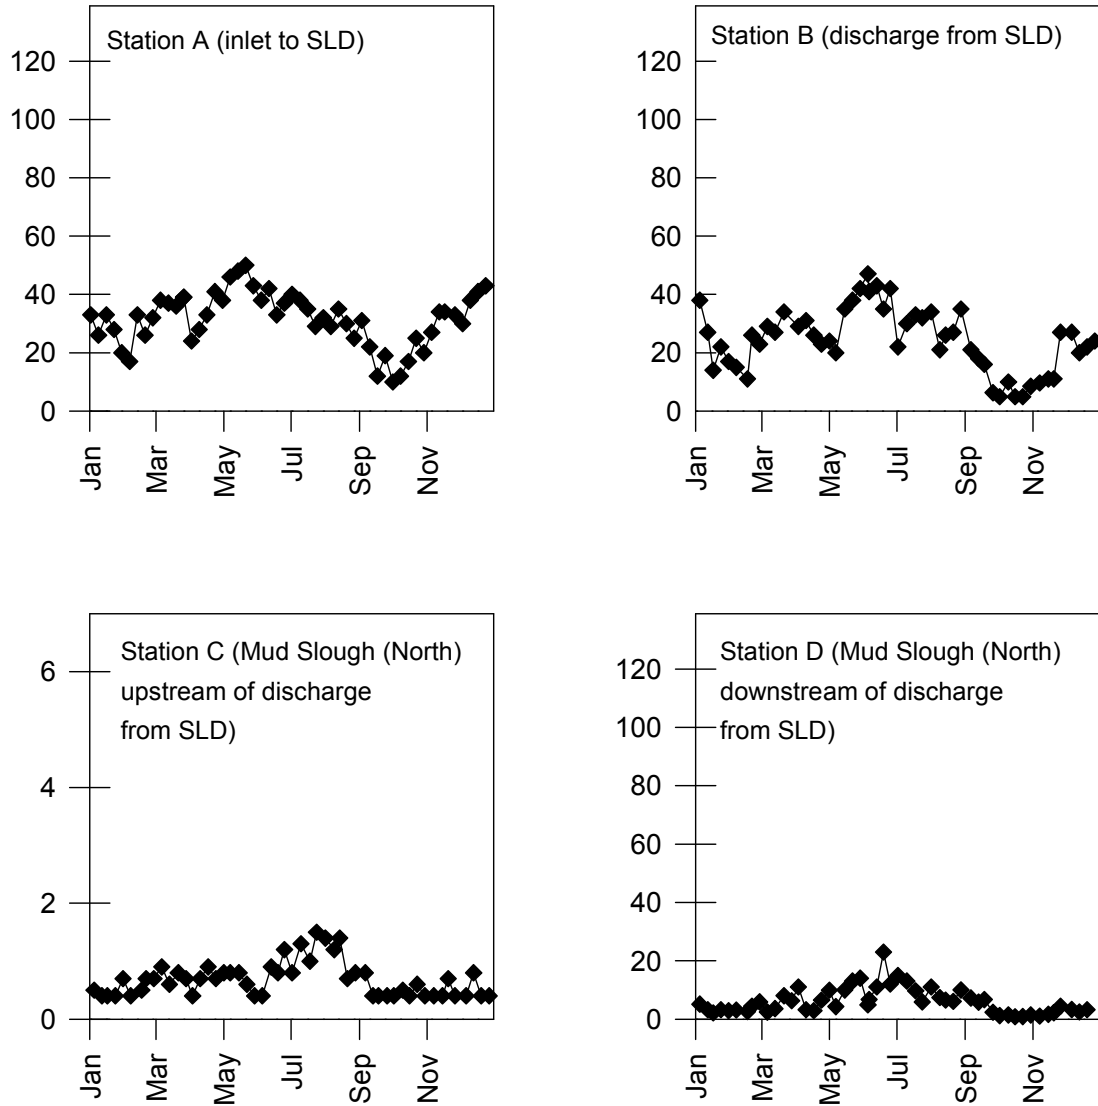 Station A (inlet to SLD)
120
100
80
60
40
20
0
Jan
Mar
May
Jul
Sep
Nov
Station B (discharge from SLD)
120
100
80
60
40
20
0
Jan
Mar
May
Jul
Sep
Nov
Station C (Mud Slough (North)
upstream of discharge
from SLD)
6
4
2
0
Jan
Mar
May
Jul
Sep
Nov
Station D (Mud Slough (North)
downstream of discharge
from SLD)
120
100
80
60
40
20
0
Jan
Mar
May
Jul
Sep
Nov